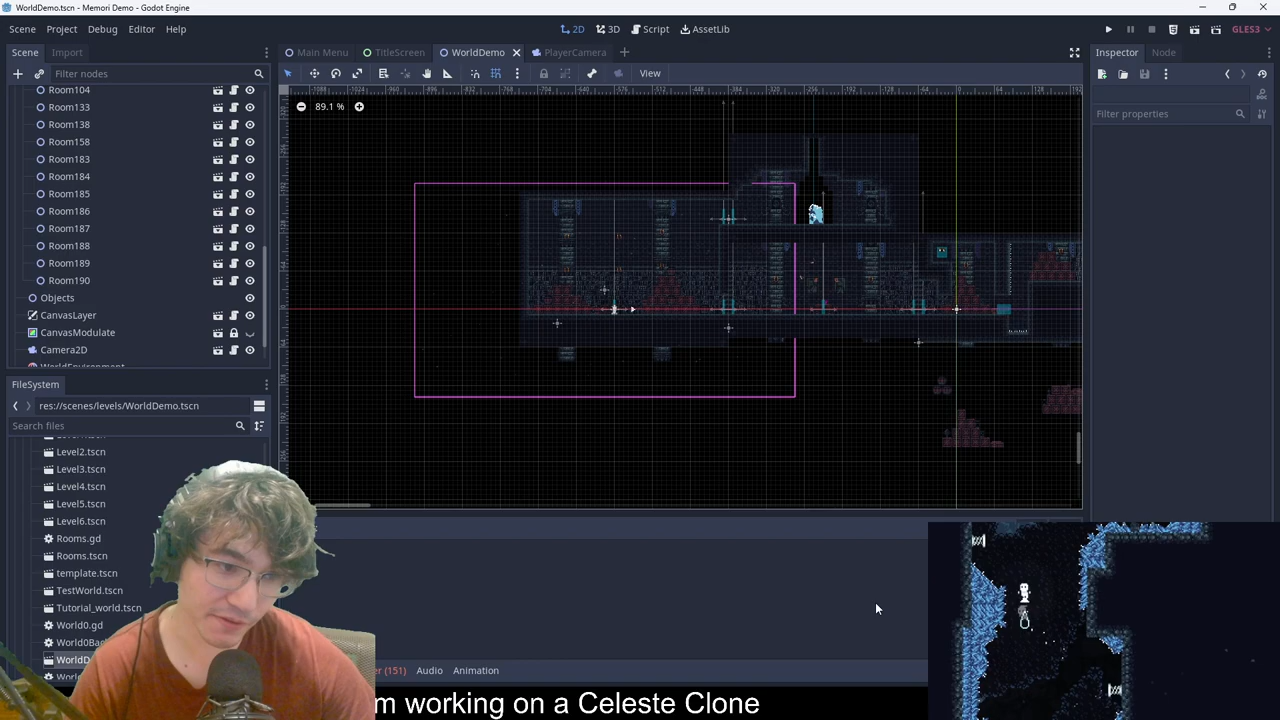 WorldDemo.tscn - Memori Demo - Godot Engine
Scene Project Debug Editor Help
2D 3D Script AssetLib
GLES3
Scene Import
Main Menu TitleScreen WorldDemo PlayerCamera
Inspector Node
Filter nodes
View
Room104
89.1 %
Filter properties
Room133
Room138
Room158
Room183
Room184
Room185
Room186
Room187
Room188
Room189
Room190
Objects
CanvasLayer
CanvasModulate
Camera2D
WorldEnvironment
FileSystem
res://scenes/levels/WorldDemo.tscn
Search files
Level2.tscn
Level3.tscn
Level4.tscn
Level5.tscn
Level6.tscn
Rooms.gd
Rooms.tscn
template.tscn
TestWorld.tscn
Tutorial_world.tscn
World0.gd
World0Bac
WorldD
(151) Audio Animation
m working on a Celeste Clone